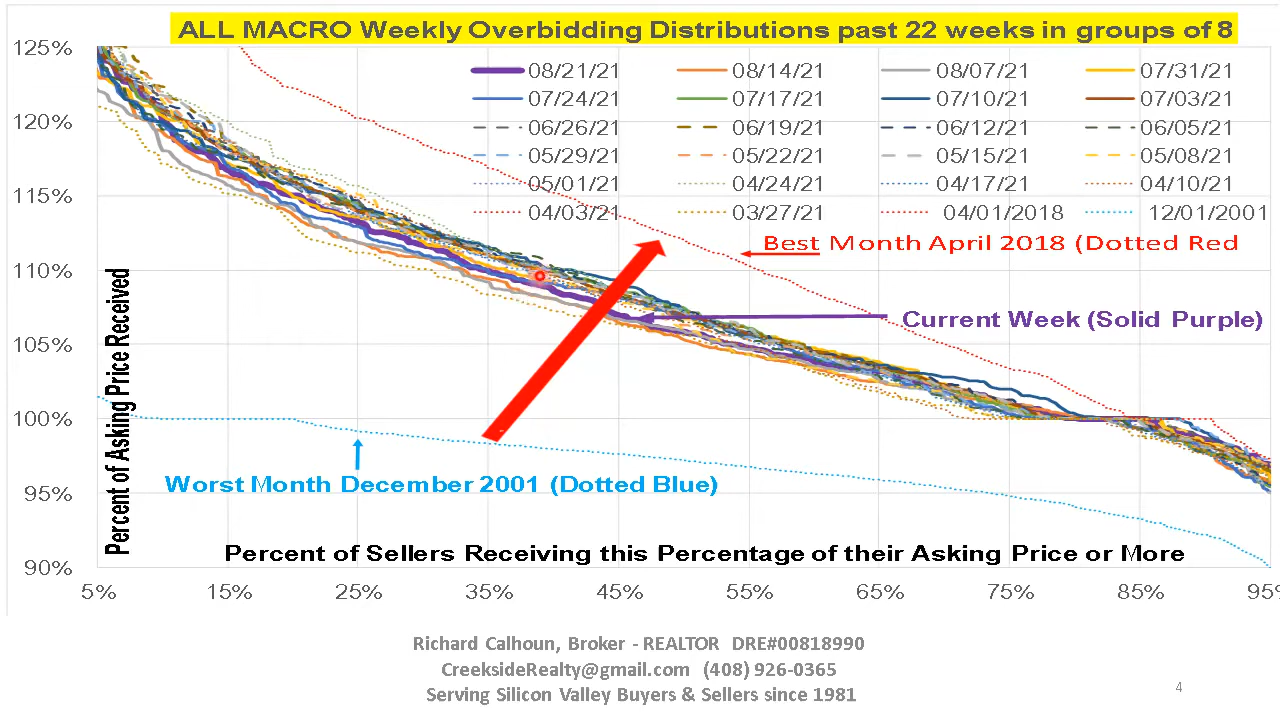 ALL MACRO Weekly Overbidding Distributions past 22 weeks in groups of 8
125%
120%
115%
110%
105%
100%
95%
90%
Percent of Asking Price Received
08/21/21 08/14/21 08/07/21 07/31/21
07/24/21 07/17/21 07/10/21 07/03/21
06/26/21 06/19/21 06/12/21 06/05/21
05/29/21 05/22/21 05/15/21 05/08/21
05/01/21 04/24/21 04/17/21 04/10/21
04/03/21 03/27/21 04/01/2018 12/01/2001
Best Month April 2018 (Dotted Red
Current Week (Solid Purple)
Worst Month December 2001 (Dotted Blue)
Percent of Sellers Receiving this Percentage of their Asking Price or More
5% 15% 25% 35% 45% 55% 65% 75% 85% 95%
Richard Calhoun, Broker - REALTOR DRE#00818990
CreeksideRealty@gmail.com (408) 926-0365
Serving Silicon Valley Buyers & Sellers since 1981
4